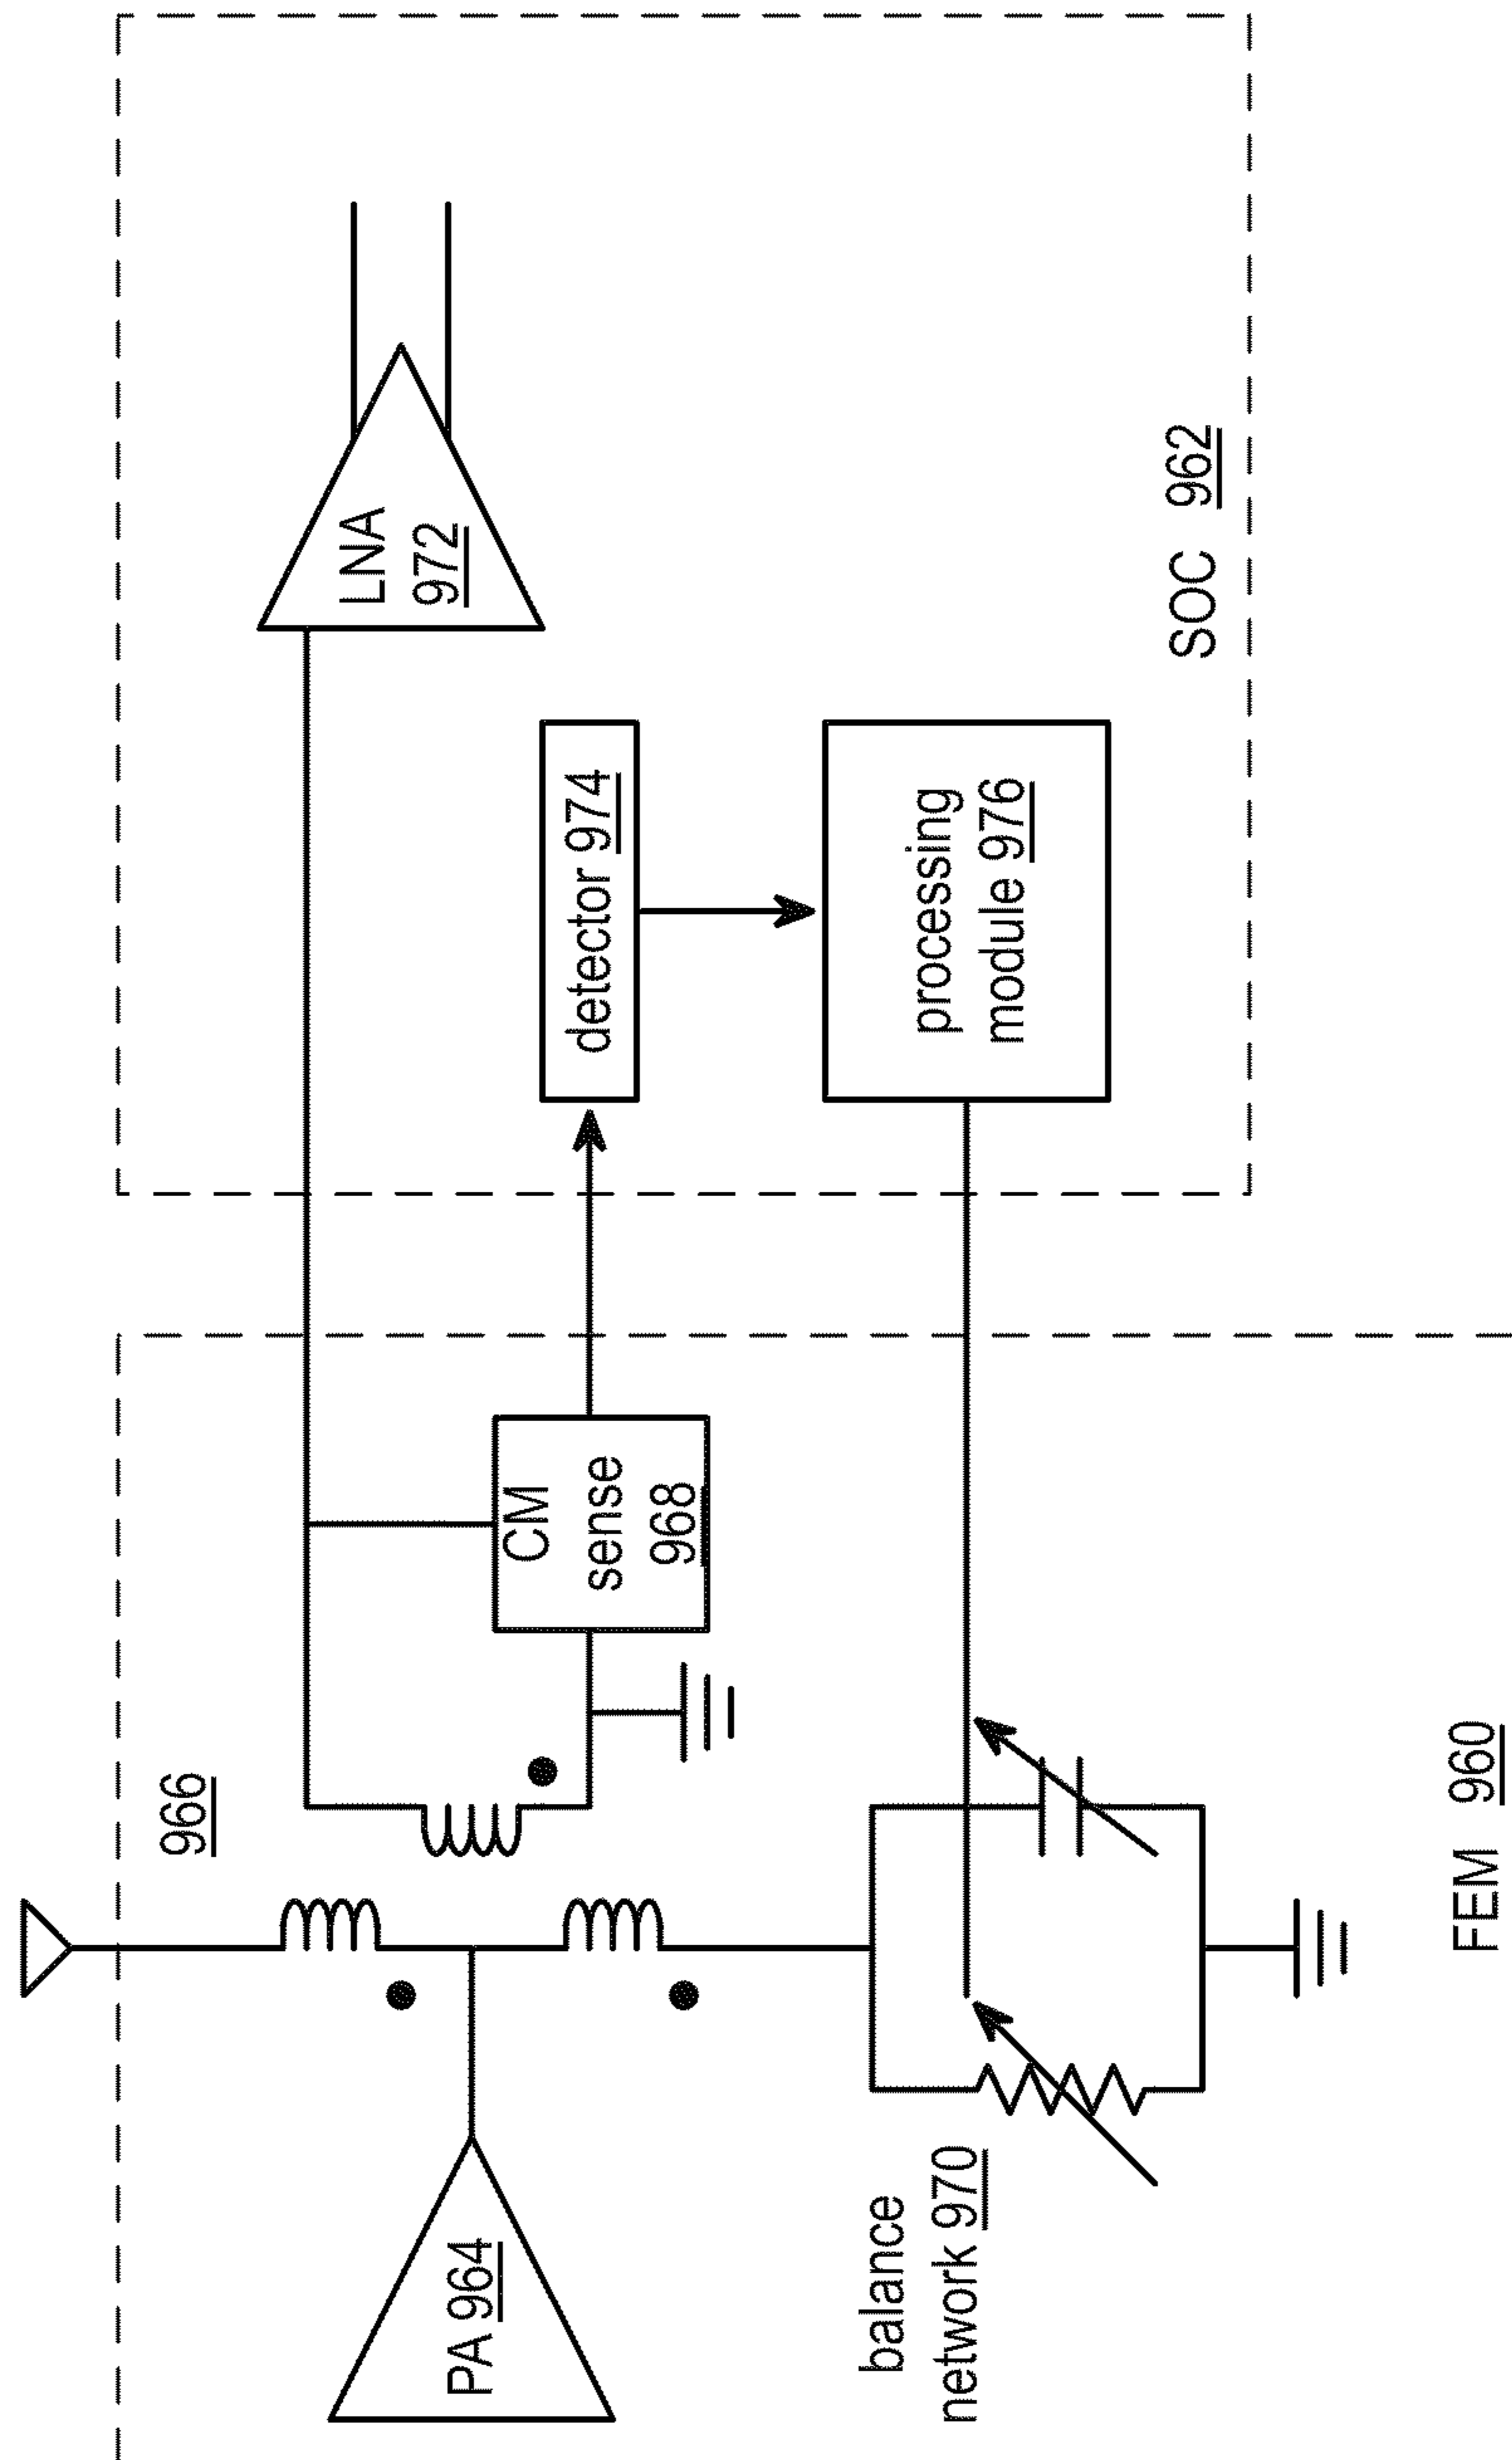 PA 964
balance
network 970
FEM 960
966
CM
sense
968
detector 974
processing
module 976
LNA
972
SOC 962